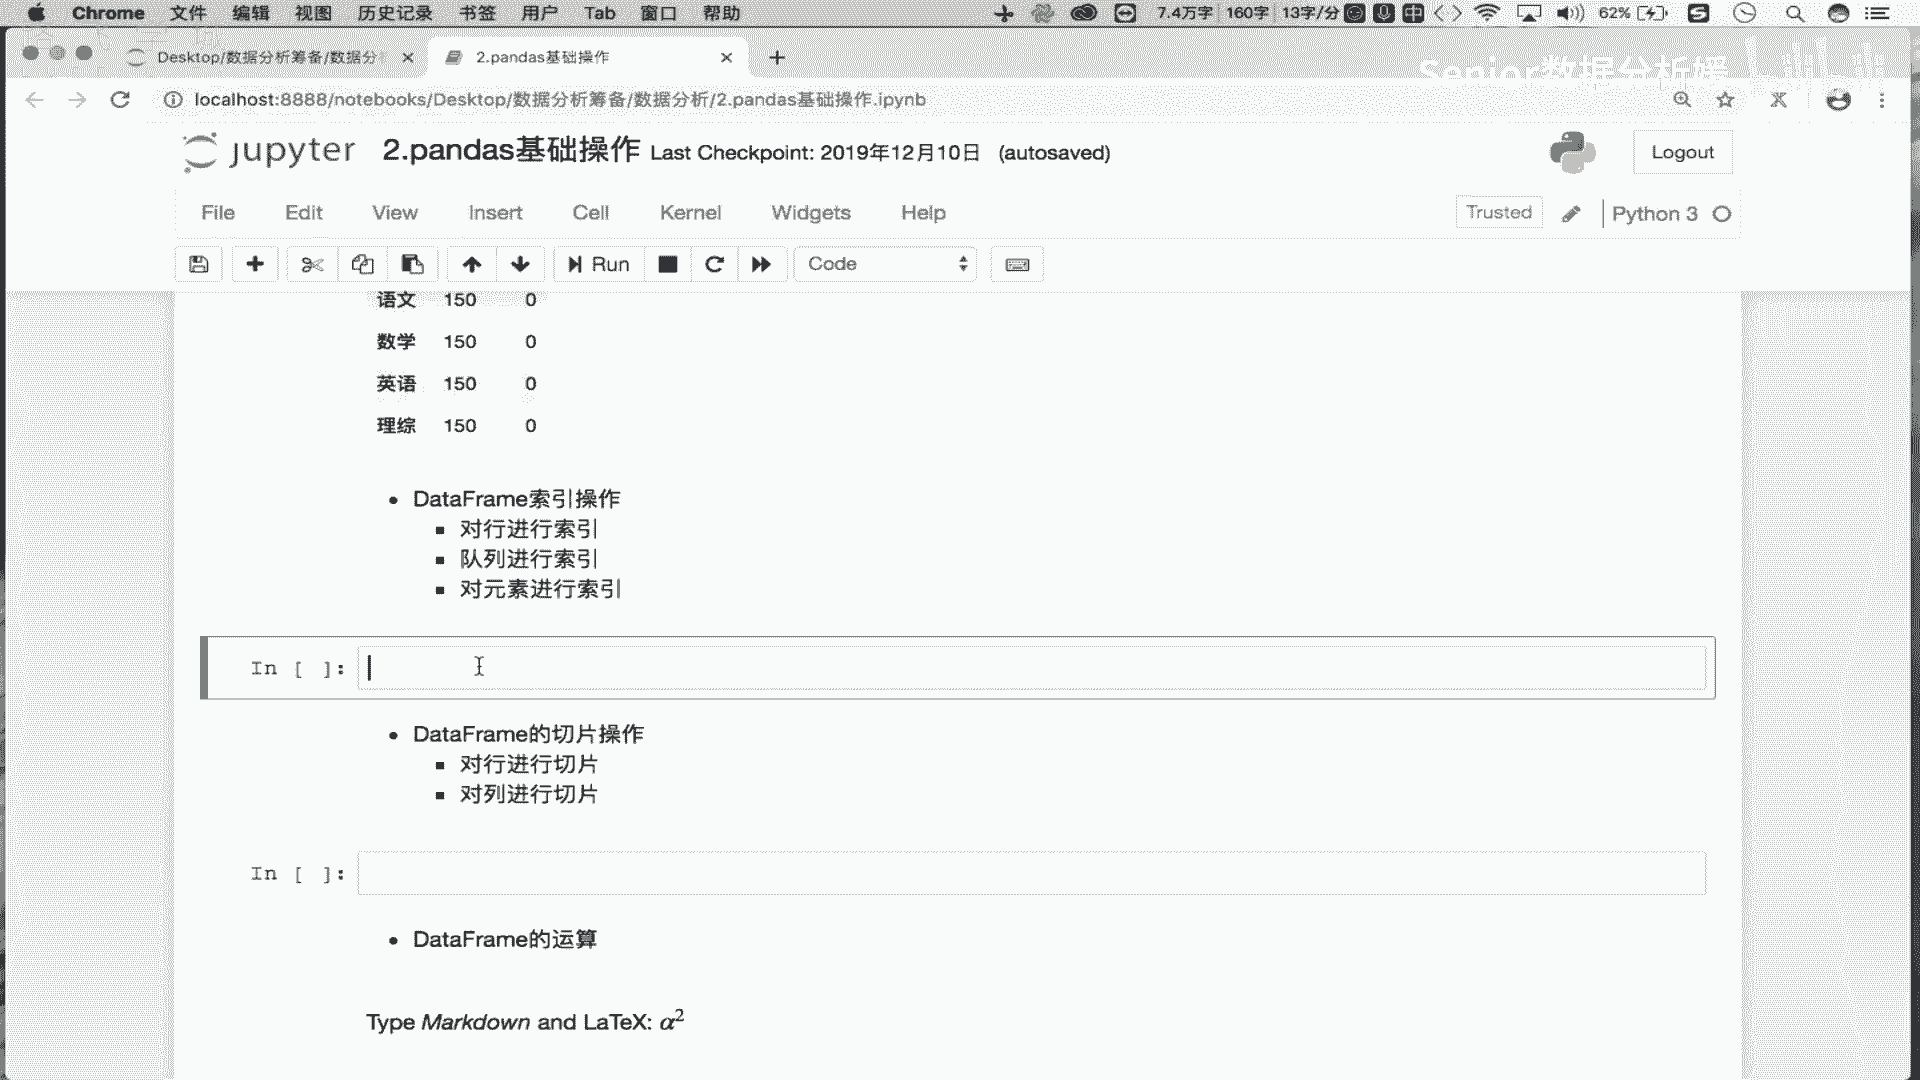 Chrome 文件 编辑 视图 历史记录 书签 用户 Tab 窗口 帮助 7.4万字 160字 13字/分 中 62%
Desktop/数据分析筹备/数据分 2.pandas基础操作
Senior数据分析媛
localhost:8888/notebooks/Desktop/数据分析筹备/数据分析/2.pandas基础操作.ipynb
jupyter 2.pandas基础操作 Last Checkpoint: 2019年12月10日 (autosaved) Logout
File Edit View Insert Cell Kernel Widgets Help Trusted Python 3
Run Code
语文 150 0
数学 150 0
英语 150 0
理综 150 0
DataFrame索引操作
对行进行索引
队列进行索引
对元素进行索引
In [ ]:
DataFrame的切片操作
对行进行切片
对列进行切片
In [ ]:
DataFrame的运算
Type Markdown and LaTeX: α²